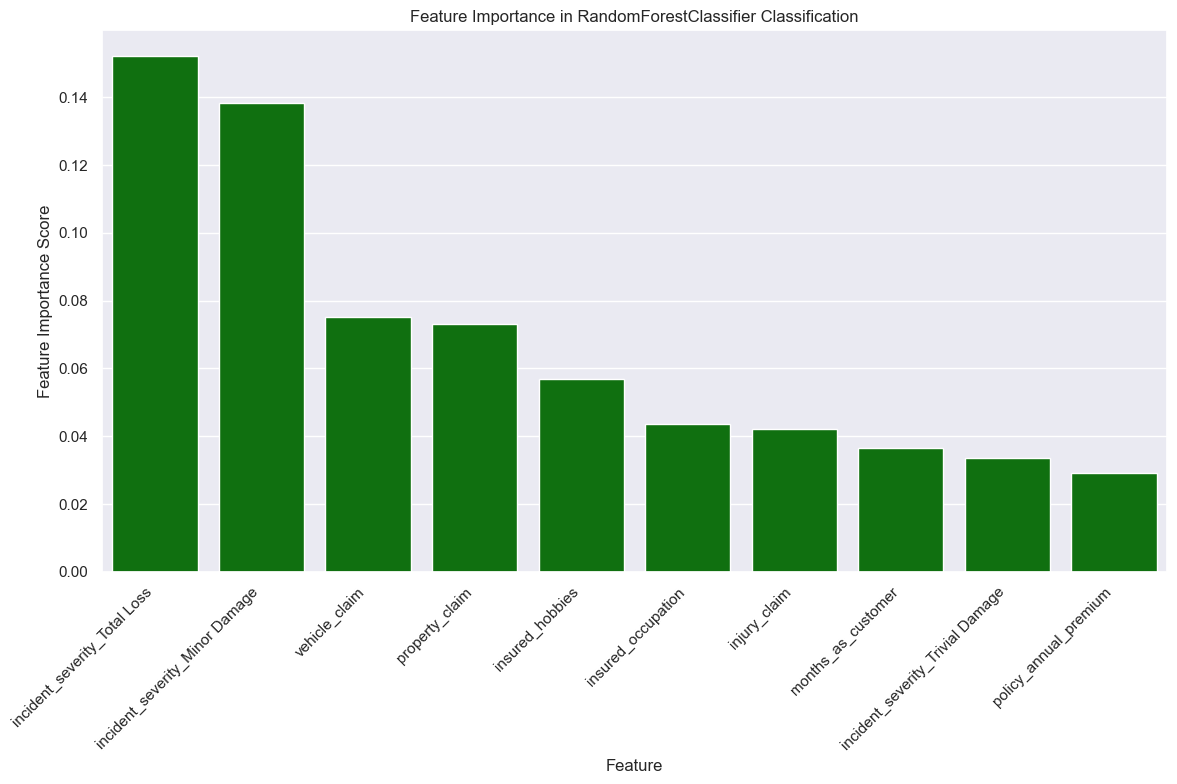 Feature Importance in RandomForestClassifier Classification
Feature Importance Score
0.14
0.12
0.10
0.08
0.06
0.04
0.02
0.00
incident_severity_Total Loss
incident_severity_Minor Damage
vehicle_claim
property_claim
insured_hobbies
insured_occupation
injury_claim
months_as_customer
incident_severity_Trivial Damage
policy_annual_premium
Feature